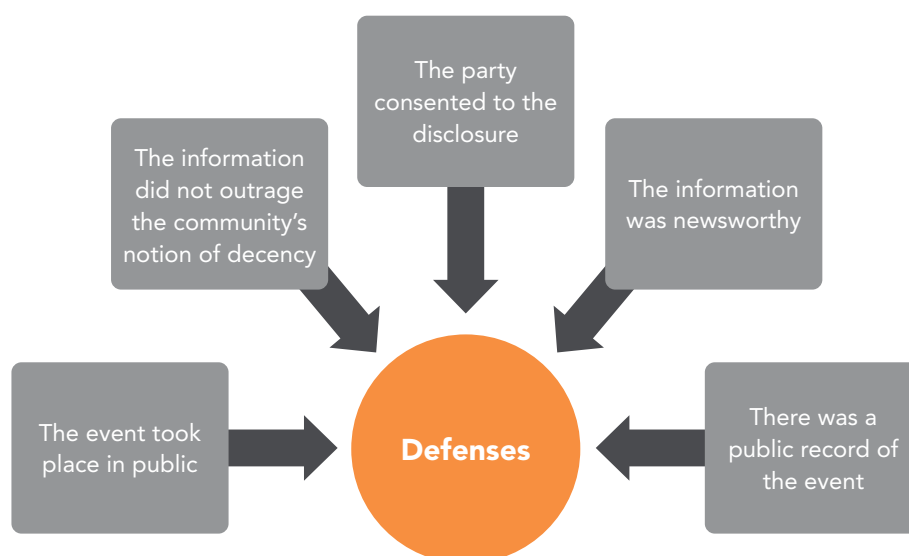 The party
consented to the
disclosure
The information
did not outrage
the community's
notion of decency
The information
was newsworthy
The event took
place in public
Defenses
There was a
public record of
the event